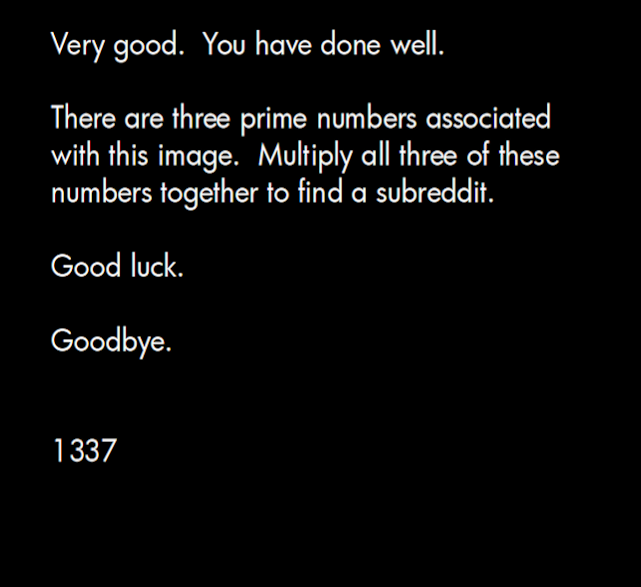 Very good.  You have done well.
There are three prime numbers associated
with this image.  Multiply all three of these
numbers together to find a subreddit.
Good luck.
Goodbye.
1337